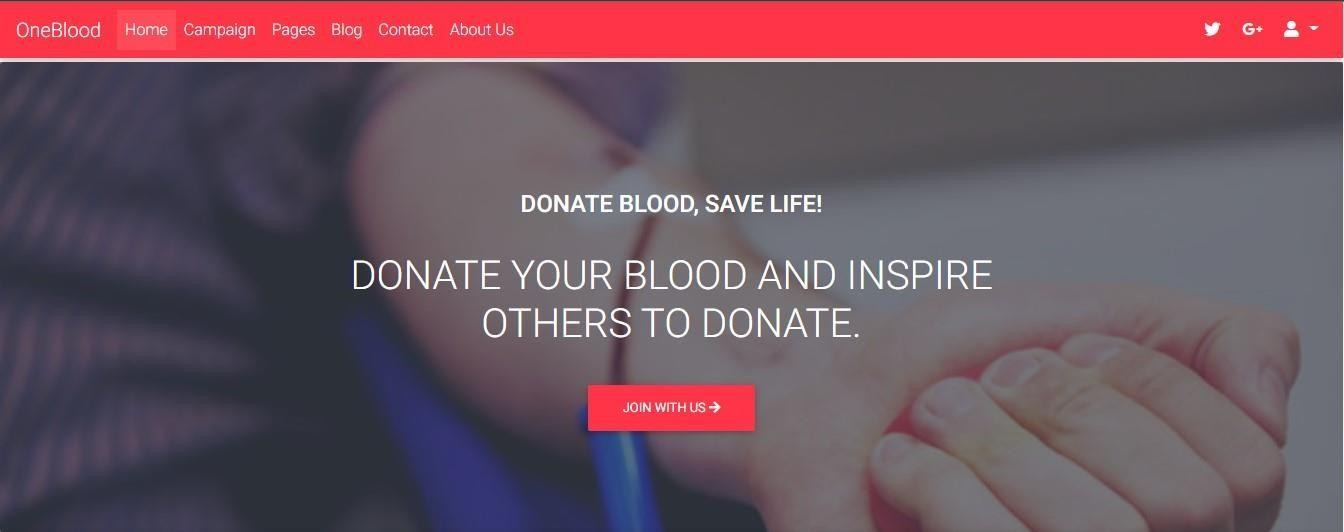 OneBlood Home Campaign Pages Blog Contact About Us G+
DONATE BLOOD, SAVE LIFE!
DONATE YOUR BLOOD AND INSPIRE
OTHERS TO DONATE.
JOIN WITH US →